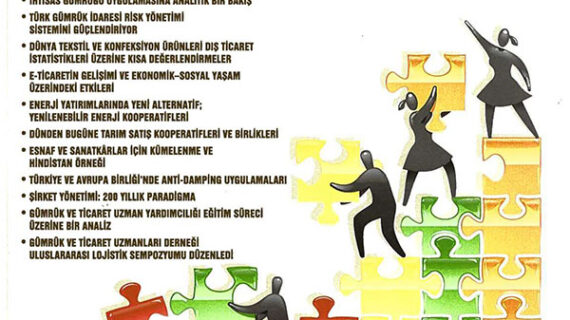 İHTİSAS GÜMRÜĞÜ UYGULAMASINA ANALİTİK BİR BAKIŞ
TÜRK GÜMRÜK İDARESİ RİSK YÖNETİMİ
SİSTEMİNİ GÜÇLENDİRİYOR
DÜNYA TEKSTİL VE KONFEKSİYON ÜRÜNLERİ DIŞ TİCARET
İSTATİSTİKLERİ ÜZERİNE KISA DEĞERLENDİRMELER
E-TİCARETİN GELİŞİMİ VE EKONOMİK–SOSYAL YAŞAM
ÜZERİNDEKİ ETKİLERİ
ENERJİ YATIRIMLARINDA YENİ ALTERNATİF;
YENİLENEBİLİR ENERJİ KOOPERATİFLERİ
DÜNDEN BUGÜNE TARIM SATIŞ KOOPERATİFLERİ VE BİRLİKLERİ
ESNAF VE SANATKÂRLAR İÇİN KÜMELENME VE
HİNDİSTAN ÖRNEĞİ
TÜRKİYE VE AVRUPA BİRLİĞİ'NDE ANTİ-DAMPİNG UYGULAMALARI
ŞİRKET YÖNETİMİ: 200 YILLIK PARADİGMA
GÜMRÜK VE TİCARET UZMAN YARDIMCILIĞI EĞİTİM SÜRECİ
ÜZERİNE BİR ANALİZ
GÜMRÜK VE TİCARET UZMANLARI DERNEĞİ
ULUSLARARASI LOJİSTİK SEMPOZYUMU DÜZENLEDİ